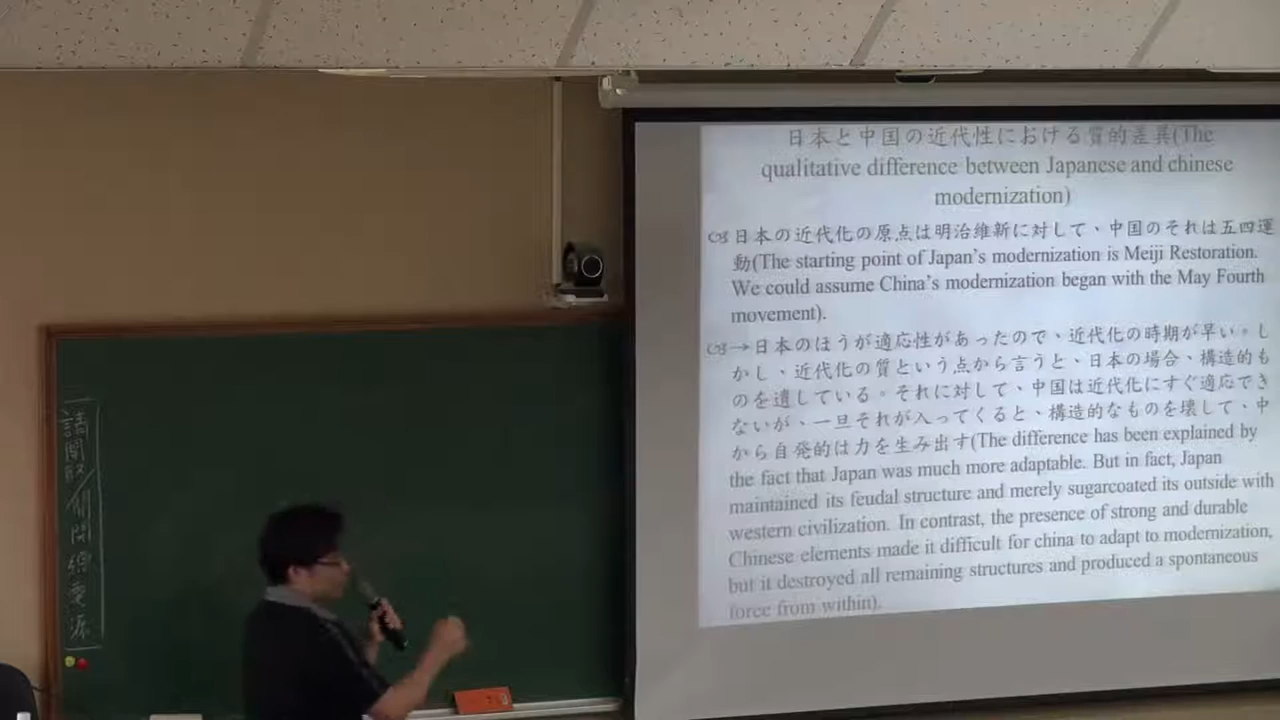 日本と中国の近代性における質的差異(The
qualitative difference between Japanese and chinese
modernization)
日本の近代化の原点は明治維新に対して、中国のそれは五四運
動(The starting point of Japan's modernization is Meiji Restoration.
We could assume China's modernization began with the May Fourth
movement).
→日本のほうが適応性があったので、近代化の時期が早い。し
かし、近代化の質という点から言うと、日本の場合、構造的も
のを遺している。それに対して、中国は近代化にすぐ適応でき
ないが、一旦それが入ってくると、構造的なものを壊して、中
から自発的は力を生み出す(The difference has been explained by
the fact that Japan was much more adaptable. But in fact, Japan
maintained its feudal structure and merely sugarcoated its outside with
western civilization. In contrast, the presence of strong and durable
Chinese elements made it difficult for china to adapt to modernization,
but it destroyed all remaining structures and produced a spontaneous
force from within).
請開啟/關閉總電源